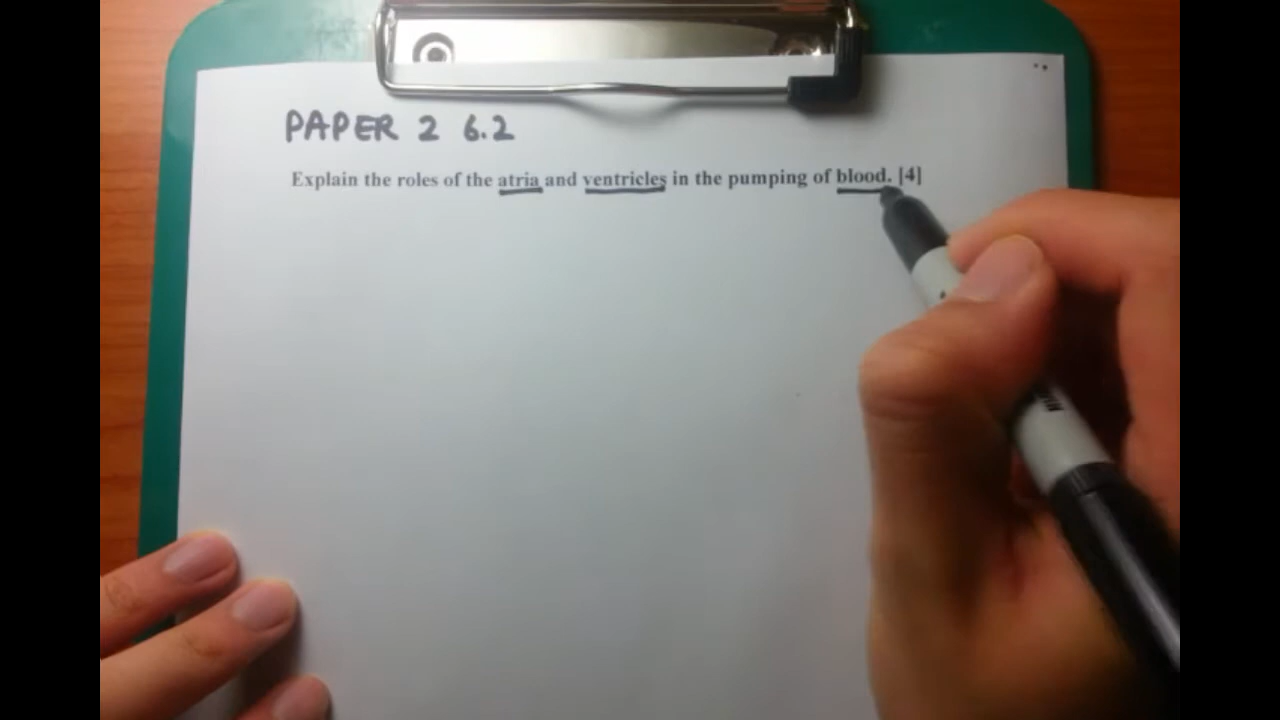 PAPER 2 6.2
Explain the roles of the atria and ventricles in the pumping of blood. [4]